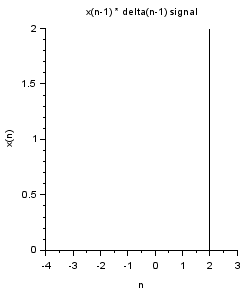 x(n-1) * delta(n-1) signal
2
1.5
1
0.5
0
x(n)
-4 -3 -2 -1 0 1 2 3
n